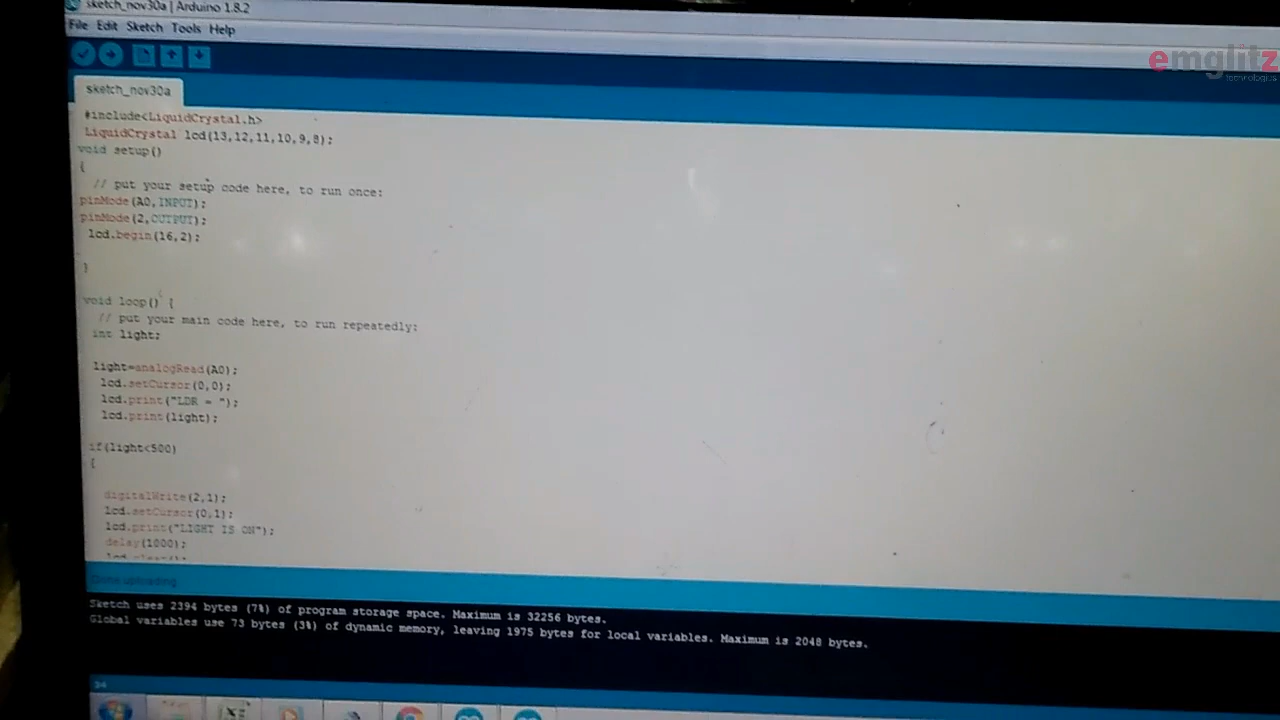 sketch_nov30a | Arduino 1.8.2
File Edit Sketch Tools Help
emglitz
technologies
sketch_nov30a
#include<LiquidCrystal.h>
LiquidCrystal lcd(13,12,11,10,9,8);
void setup()
{
// put your setup code here, to run once:
pinMode(A0,INPUT);
pinMode(2,OUTPUT);
lcd.begin(16,2);
}
void loop() {
// put your main code here, to run repeatedly:
int light;
light=analogRead(A0);
lcd.setCursor(0,0);
lcd.print("LDR = ");
lcd.print(light);
if(light<500)
{
digitalWrite(2,1);
lcd.setCursor(0,1);
lcd.print("LIGHT IS ON");
delay(1000);
lcd.clear();
Done uploading.
Sketch uses 2394 bytes (7%) of program storage space. Maximum is 32256 bytes.
Global variables use 73 bytes (3%) of dynamic memory, leaving 1975 bytes for local variables. Maximum is 2048 bytes.